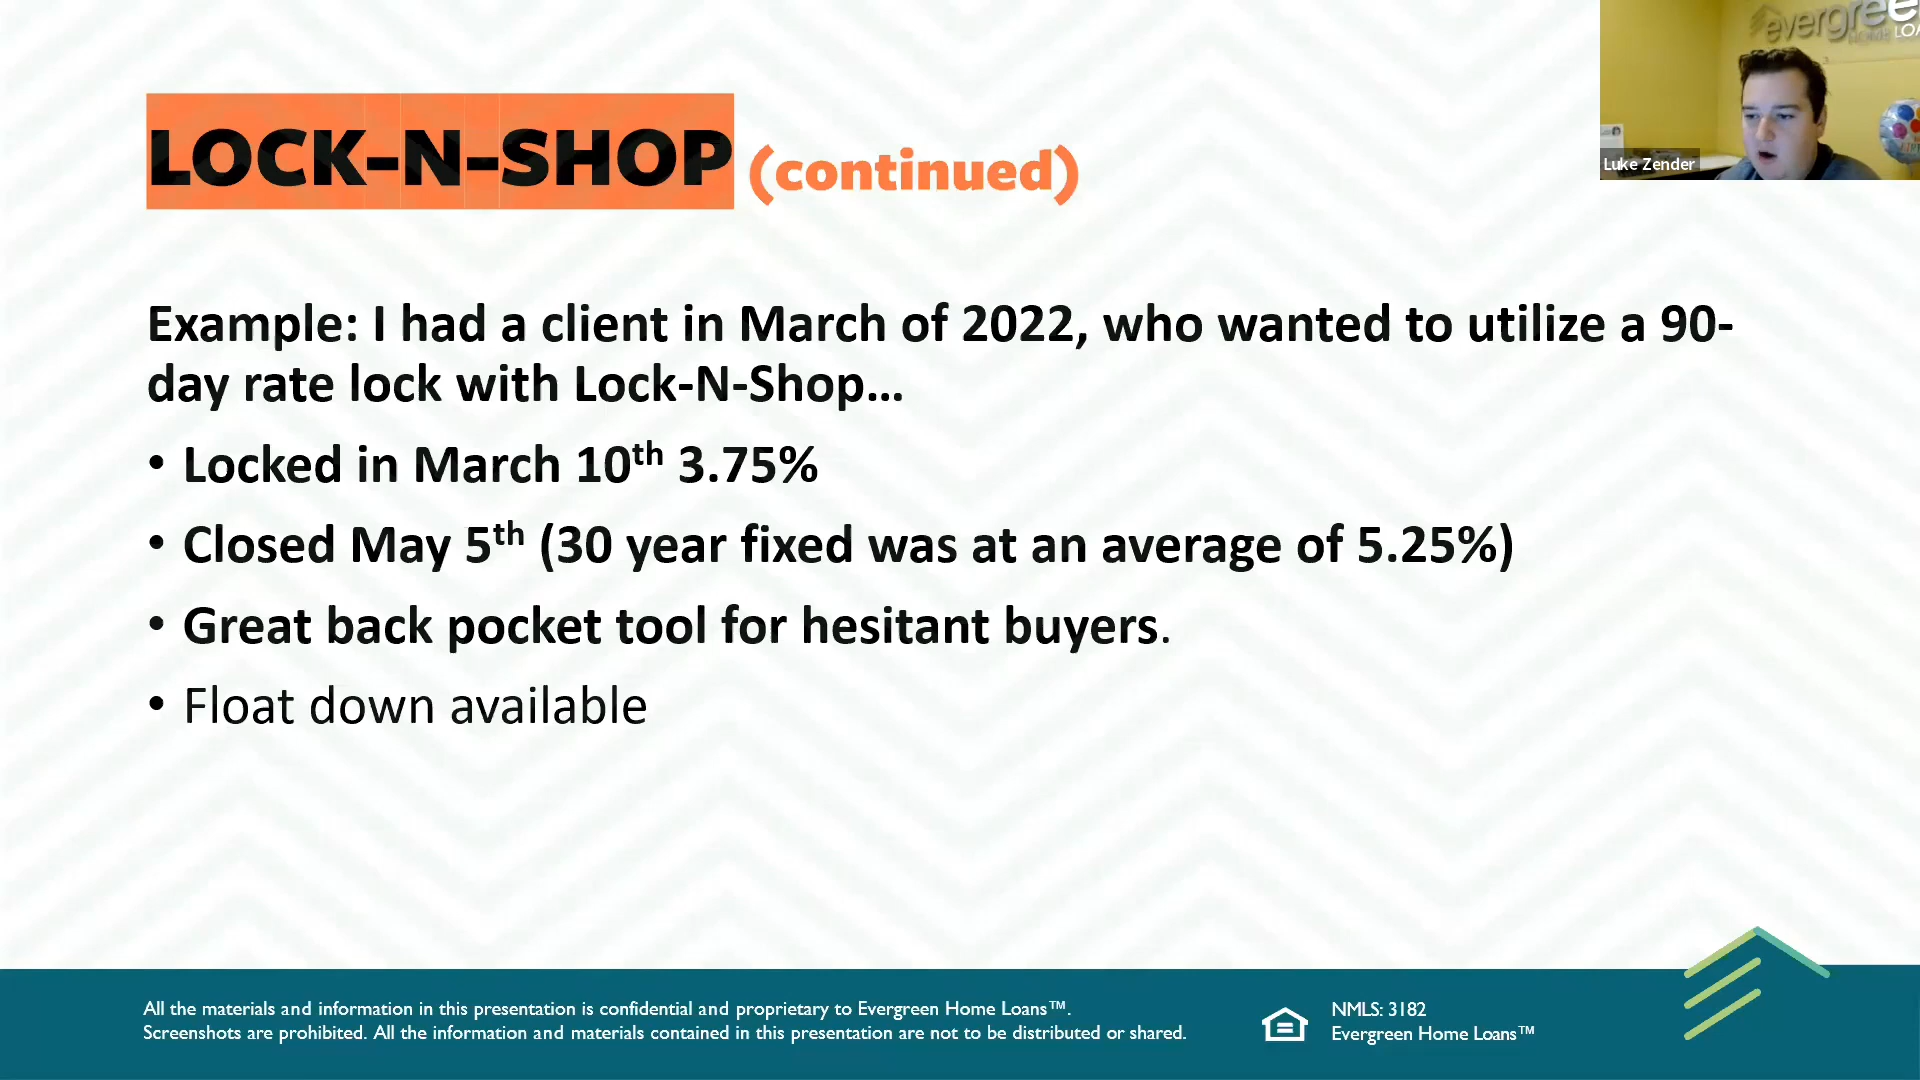 evergree
HOME LOA
Luke Zender
LOCK-N-SHOP (continued)
Example: I had a client in March of 2022, who wanted to utilize a 90-
day rate lock with Lock-N-Shop...
• Locked in March 10th 3.75%
• Closed May 5th (30 year fixed was at an average of 5.25%)
• Great back pocket tool for hesitant buyers.
• Float down available
All the materials and information in this presentation is confidential and proprietary to Evergreen Home Loans™.
Screenshots are prohibited. All the information and materials contained in this presentation are not to be distributed or shared.
NMLS: 3182
Evergreen Home Loans™